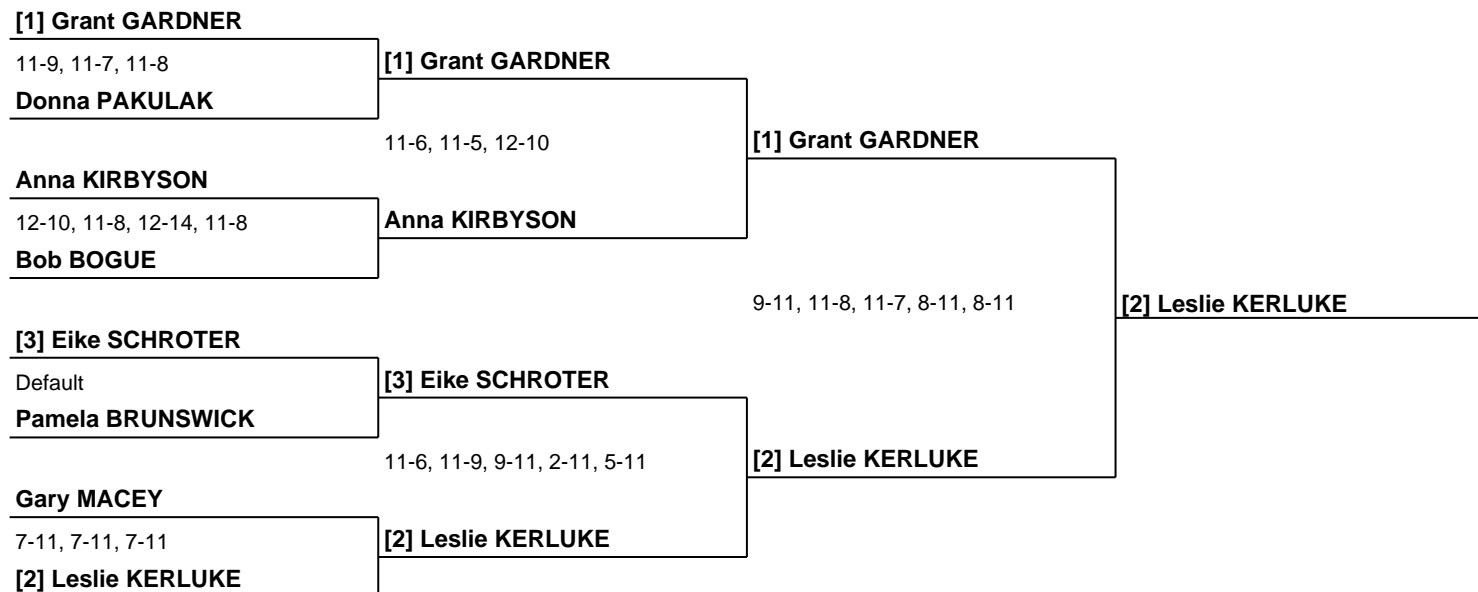 [1] Grant GARDNER
11-9, 11-7, 11-8
[1] Grant GARDNER
Donna PAKULAK
11-6, 11-5, 12-10
[1] Grant GARDNER
Anna KIRBYSON
12-10, 11-8, 12-14, 11-8
Anna KIRBYSON
Bob BOGUE
9-11, 11-8, 11-7, 8-11, 8-11
[2] Leslie KERLUKE
[3] Eike SCHROTER
Default
[3] Eike SCHROTER
Pamela BRUNSWICK
11-6, 11-9, 9-11, 2-11, 5-11
[2] Leslie KERLUKE
Gary MACEY
7-11, 7-11, 7-11
[2] Leslie KERLUKE
[2] Leslie KERLUKE